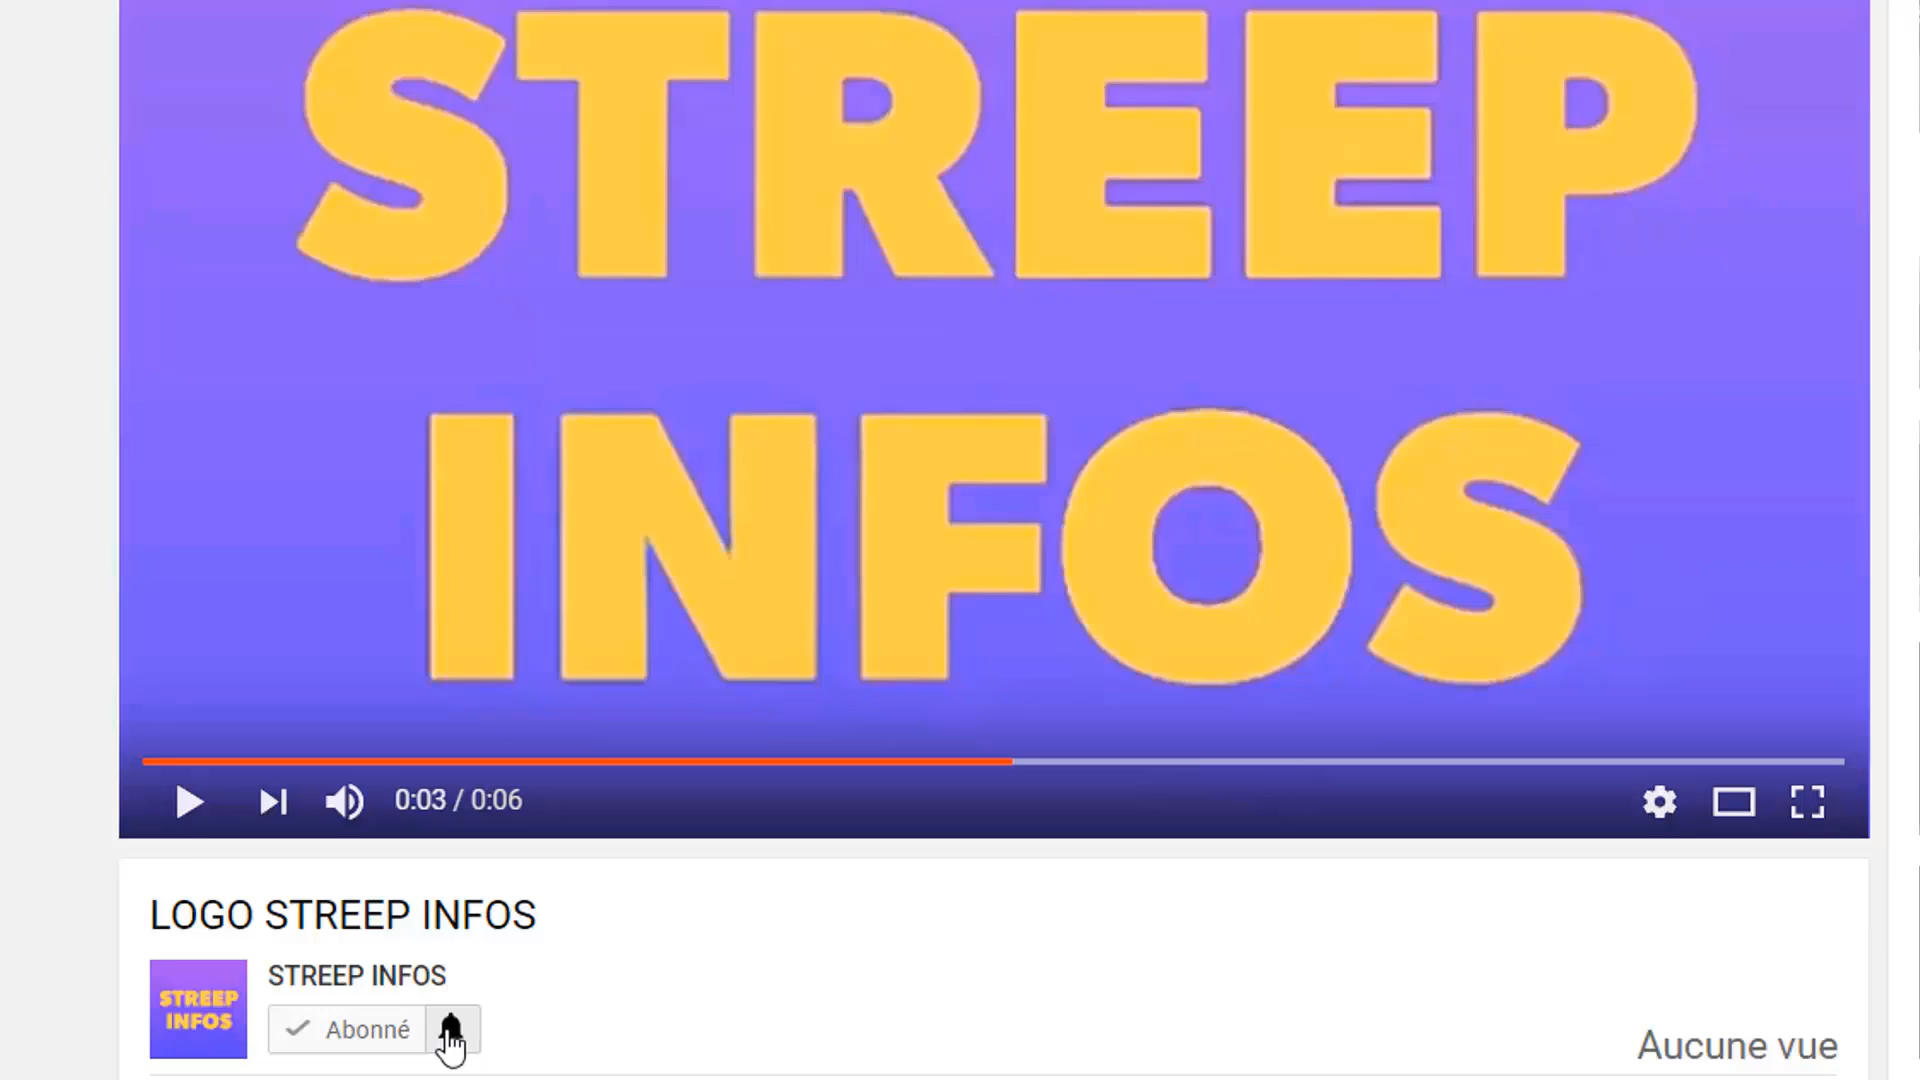 STREEP
INFOS
0:03 / 0:06
LOGO STREEP INFOS
STREEP INFOS
STREEP
INFOS
Abonné
Aucune vue